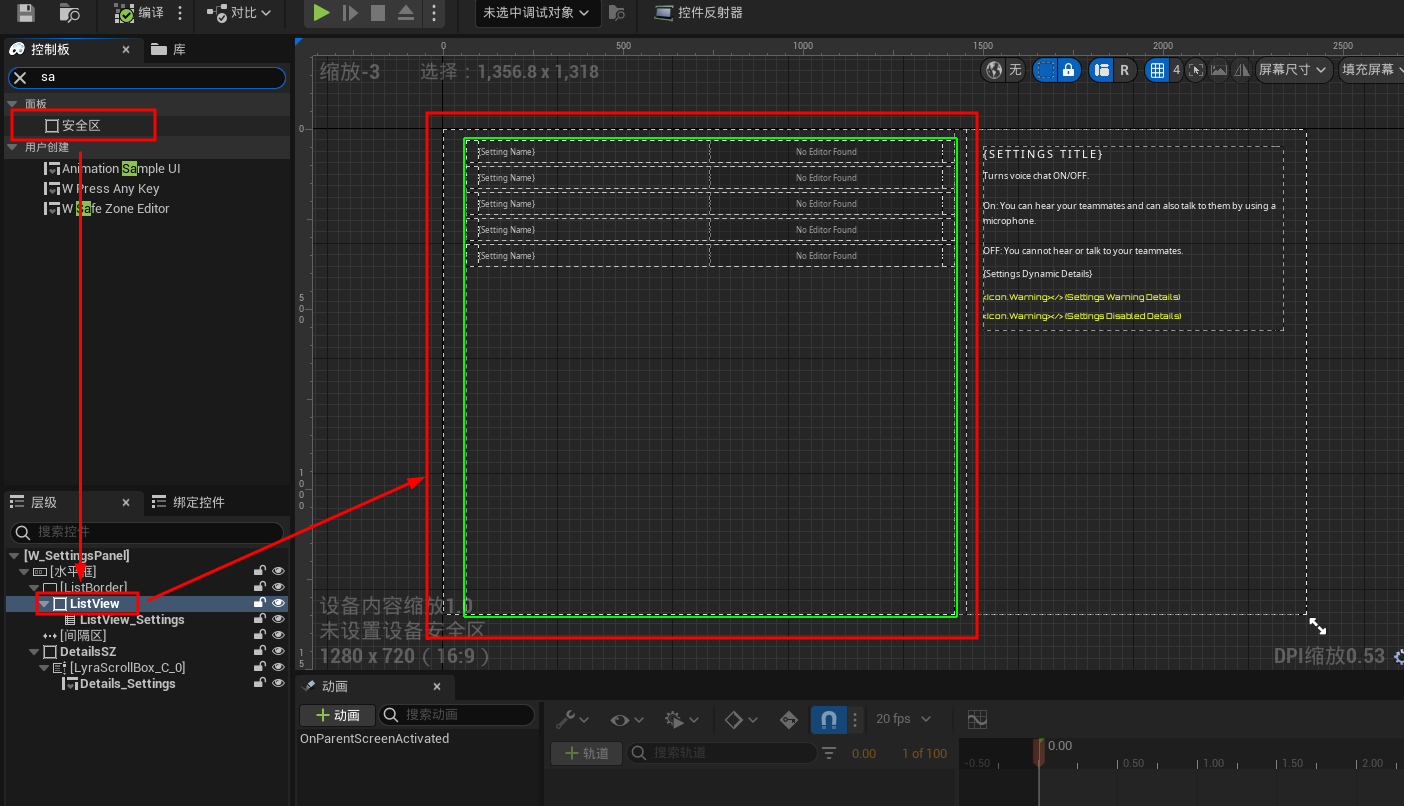 编译
对比
未选中调试对象
控件反射器
控制板
库
sa
面板
安全区
用户创建
Animation Sample UI
W Press Any Key
W Safe Zone Editor
层级
绑定控件
搜索控件
[W_SettingsPanel]
[水平框]
[ListBorder]
ListView
ListView_Settings
[间隔区]
DetailsSZ
[LyraScrollBox_C_0]
Details_Settings
0 500 1000 1500 2000 2500
缩放-3
选择：1,356.8 x 1,318
无
R
4
屏幕尺寸
填充屏幕
0
500
1000
15
{Setting Name} No Editor Found
{Setting Name} No Editor Found
{Setting Name} No Editor Found
{Setting Name} No Editor Found
{Setting Name} No Editor Found
{SETTINGS TITLE}
Turns voice chat ON/OFF.
On: You can hear your teammates and can also talk to them by using a
microphone.
OFF: You cannot hear or talk to your teammates.
{Settings Dynamic Details}
<Icon.Warning></> {Settings Warning Details}
<Icon.Warning></> {Settings Disabled Details}
设备内容缩放1.0
未设置设备安全区
1280 x 720（16:9）
DPI缩放0.53
动画
动画
搜索动画
OnParentScreenActivated
20 fps
轨道
搜索轨道
0.00
1 of 100
0.00
-0.50 0.50 1.00 1.50 2.00